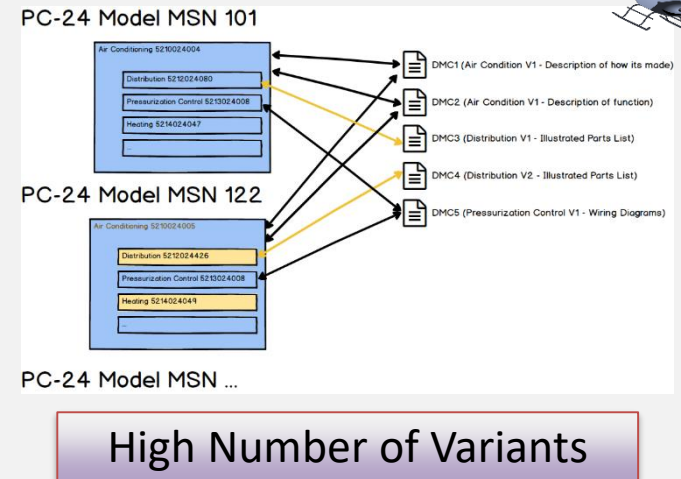 PC-24 Model MSN 101
Air Conditioning 5210024004
Distribution 5212024080
Pressurization Control 5213024008
Heating 5214024047
...
PC-24 Model MSN 122
Air Conditioning 5210024005
Distribution 5212024426
Pressurization Control 5213024008
Heating 5214024049
...
PC-24 Model MSN ...
DMC1 (Air Condition V1 - Description of how its made)
DMC2 (Air Condition V1 - Description of function)
DMC3 (Distribution V1 - Illustrated Parts List)
DMC4 (Distribution V2 - Illustrated Parts List)
DMC5 (Pressurization Control V1 - Wiring Diagrams)
High Number of Variants